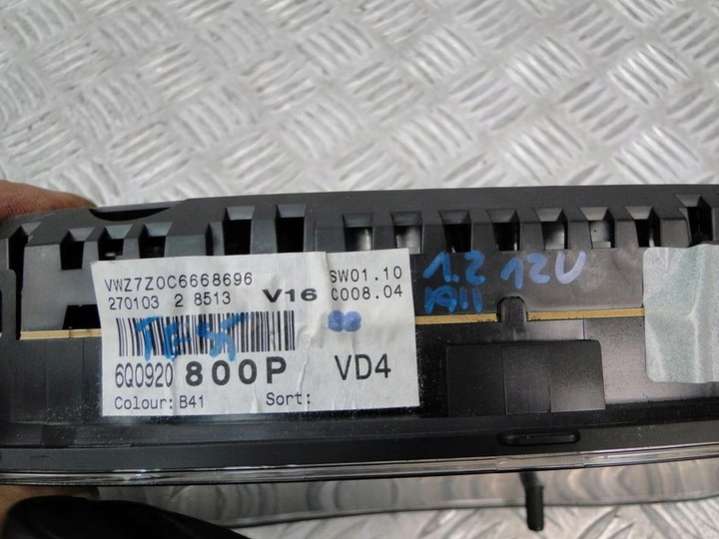 VWZ7Z0C6668696 SW01.10
270103 2 8513 V16 C008.04
TEST
6Q0920 800P VD4
Colour: B41 Sort:
1.2 12V